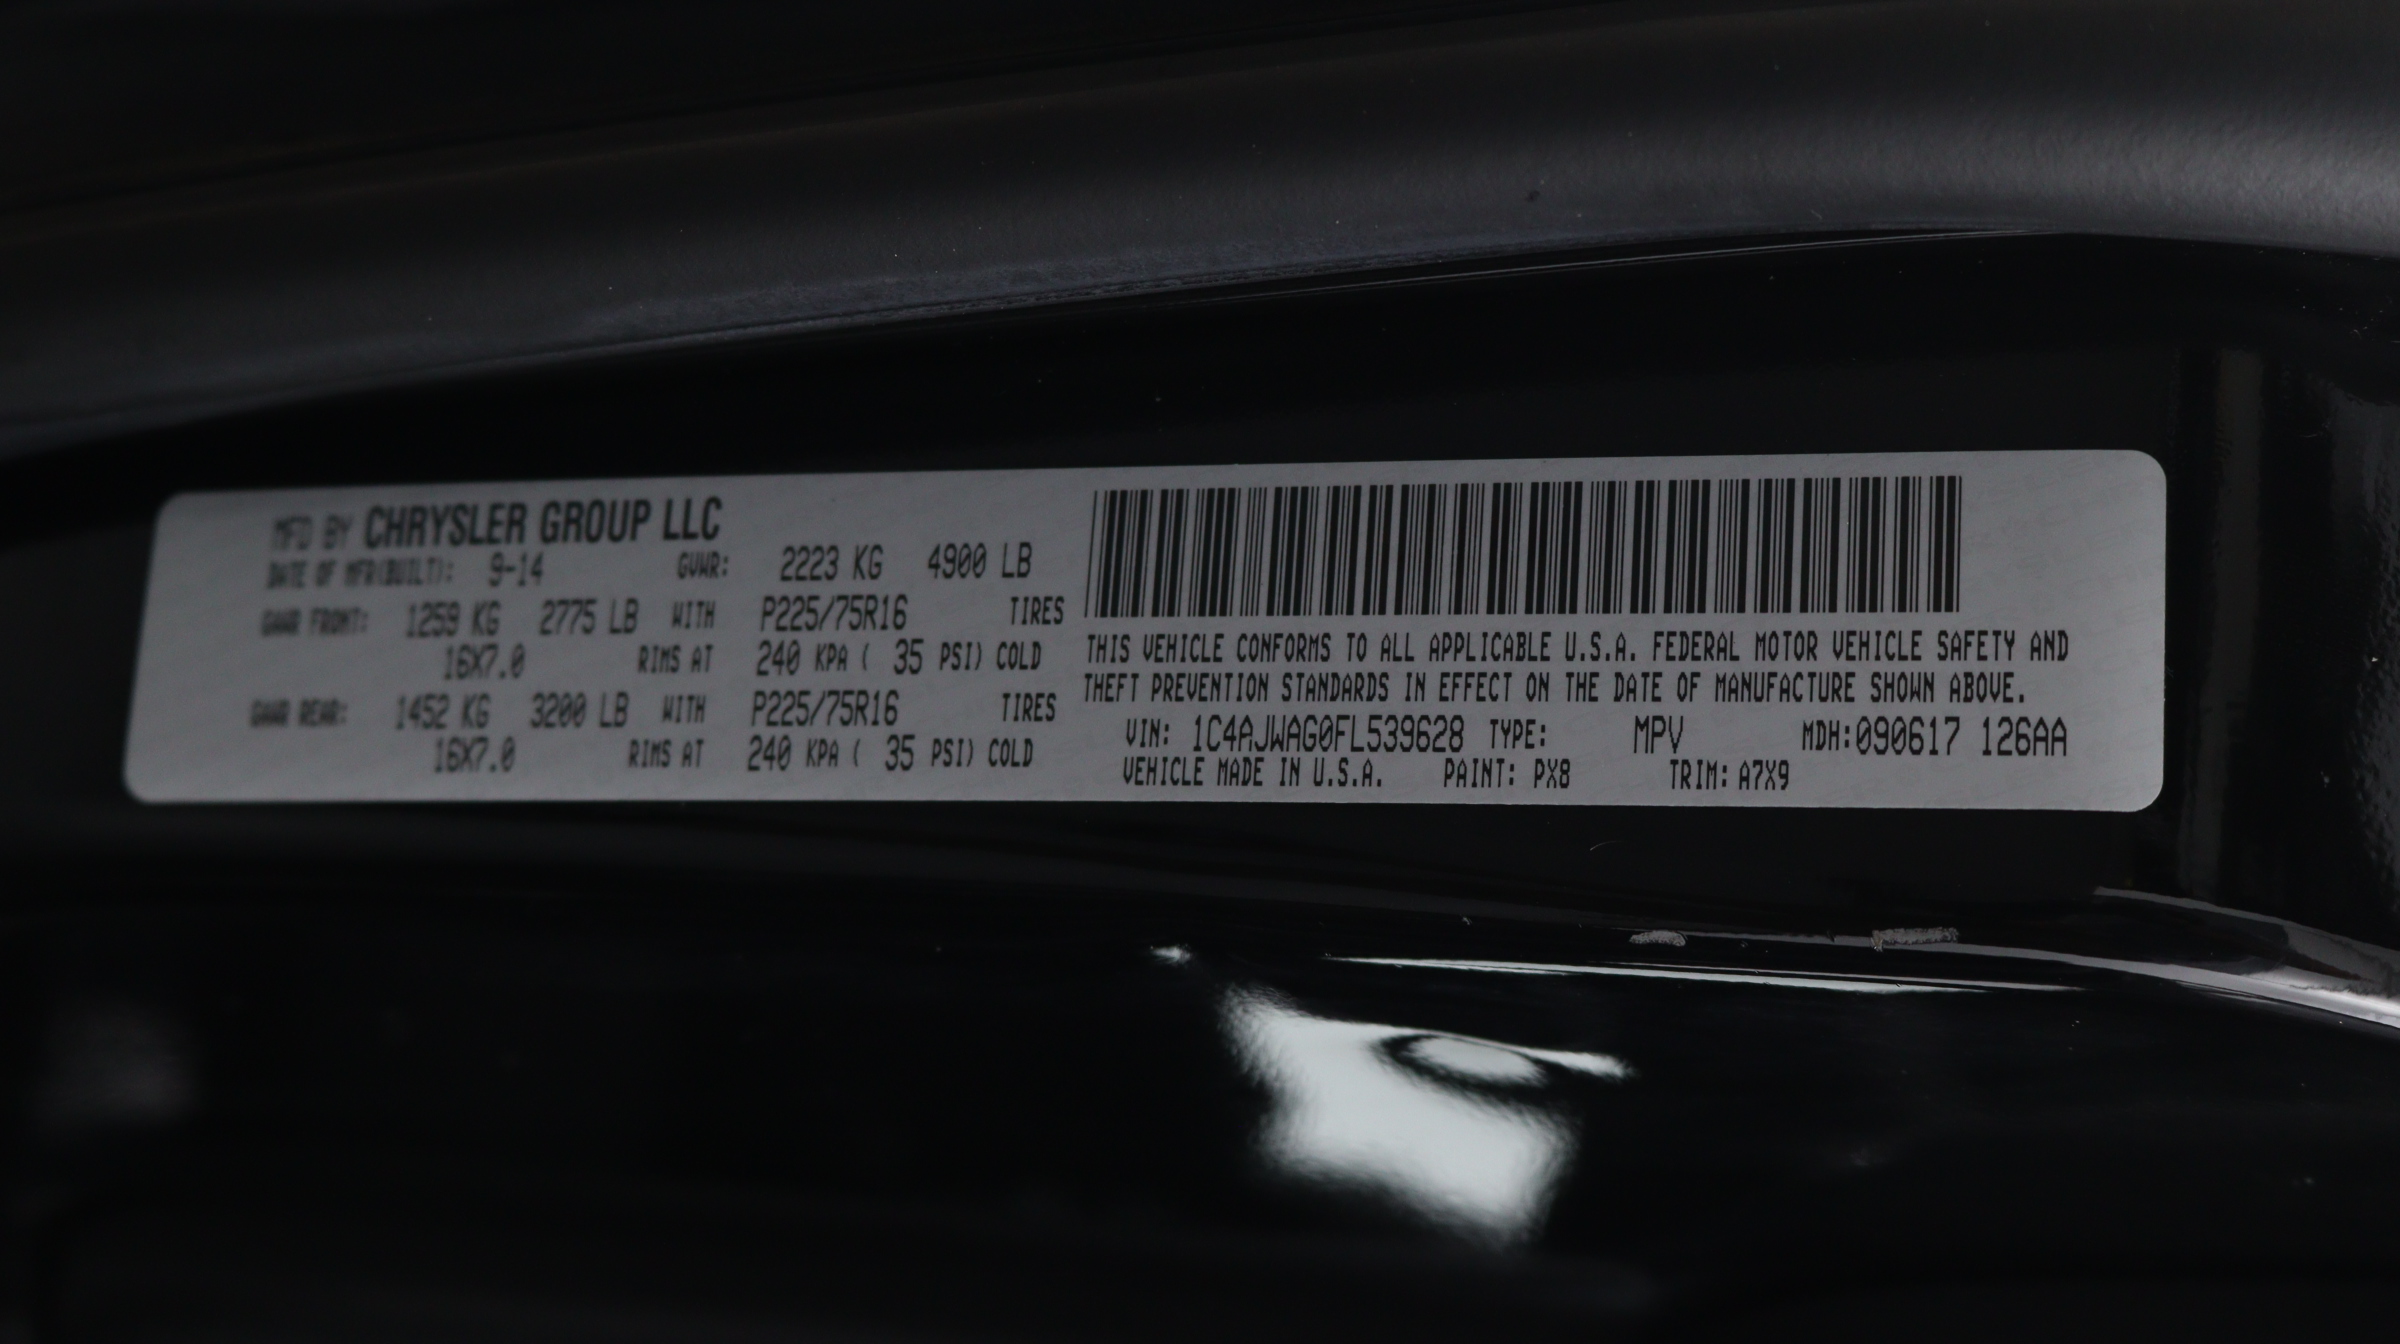 MFD BY CHRYSLER GROUP LLC
DATE OF MFR(BUILT): 9-14 GVWR: 2223 KG 4900 LB
GAWR FRONT: 1259 KG 2775 LB WITH P225/75R16 TIRES
16X7.0 RIMS AT 240 KPA ( 35 PSI) COLD
GAWR REAR: 1452 KG 3200 LB WITH P225/75R16 TIRES
16X7.0 RIMS AT 240 KPA ( 35 PSI) COLD
THIS VEHICLE CONFORMS TO ALL APPLICABLE U.S.A. FEDERAL MOTOR VEHICLE SAFETY AND
THEFT PREVENTION STANDARDS IN EFFECT ON THE DATE OF MANUFACTURE SHOWN ABOVE.
VIN: 1C4AJWAG0FL539628 TYPE: MPV MDH:090617 126AA
VEHICLE MADE IN U.S.A. PAINT: PX8 TRIM: A7X9